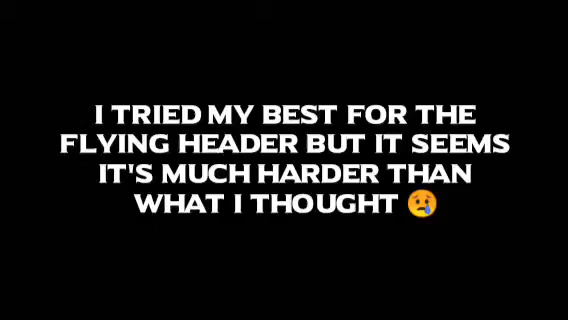 I TRIED MY BEST FOR THE
FLYING HEADER BUT IT SEEMS
IT'S MUCH HARDER THAN
WHAT I THOUGHT 😢